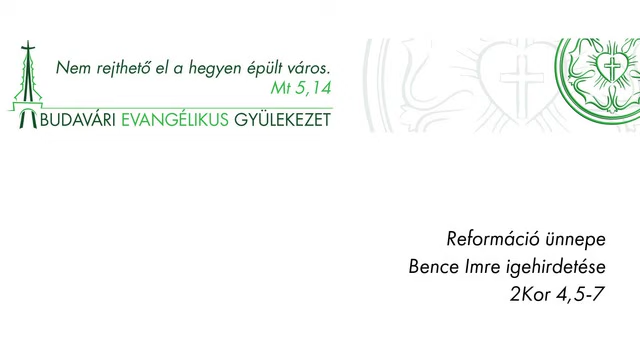 Nem rejthető el a hegyen épült város.
Mt 5,14
BUDAVÁRI EVANGÉLIKUS GYÜLEKEZET
Reformáció ünnepe
Bence Imre igehirdetése
2Kor 4,5-7